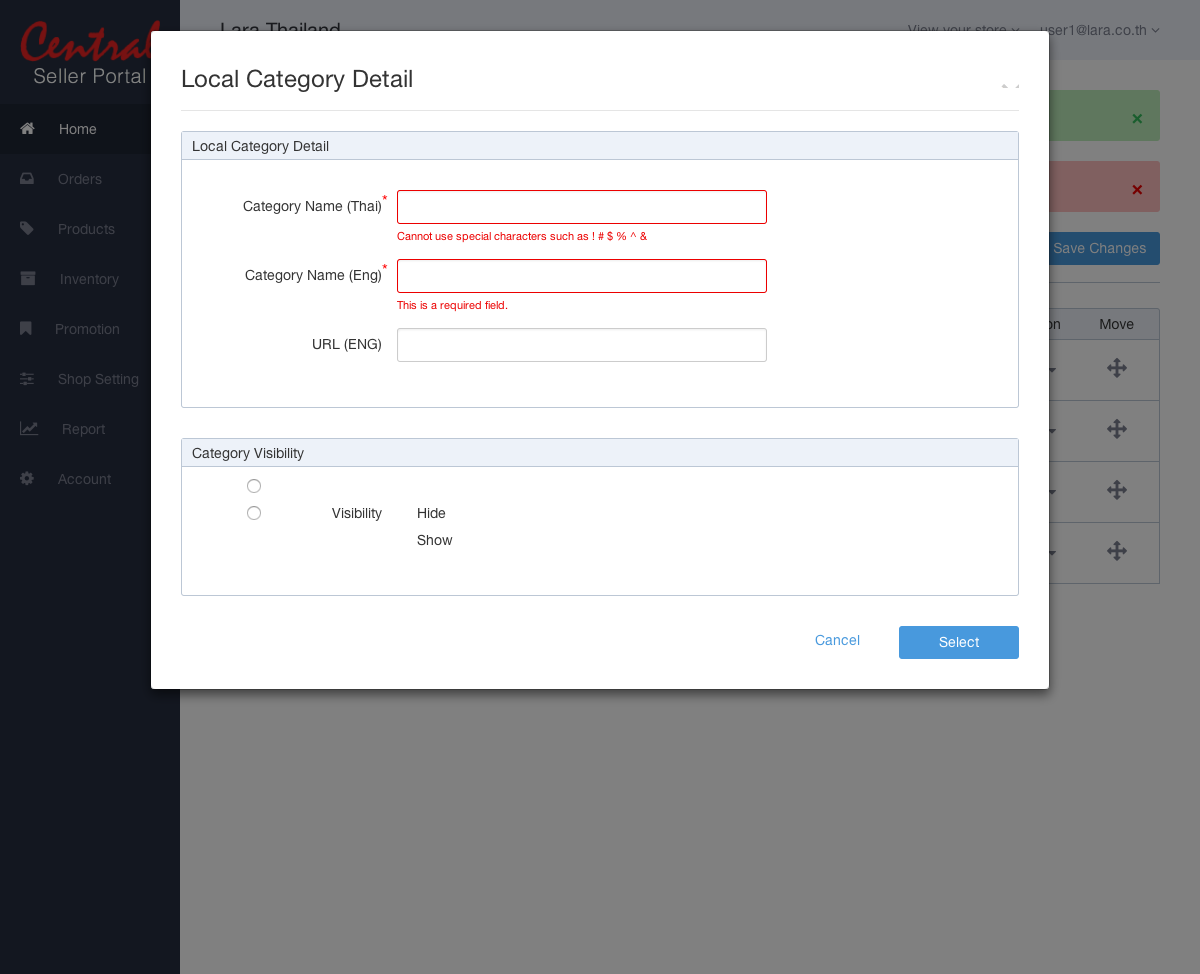 Central
Seller Portal
Lara Thailand
View your store
user1@lara.co.th
Home
Orders
Products
Inventory
Promotion
Shop Setting
Report
Account
Save Changes
on
Move
Local Category Detail
Local Category Detail
Category Name (Thai)*
Cannot use special characters such as ! # $ % ^ &
Category Name (Eng)*
This is a required field.
URL (ENG)
Category Visibility
Visibility
Hide
Show
Cancel
Select